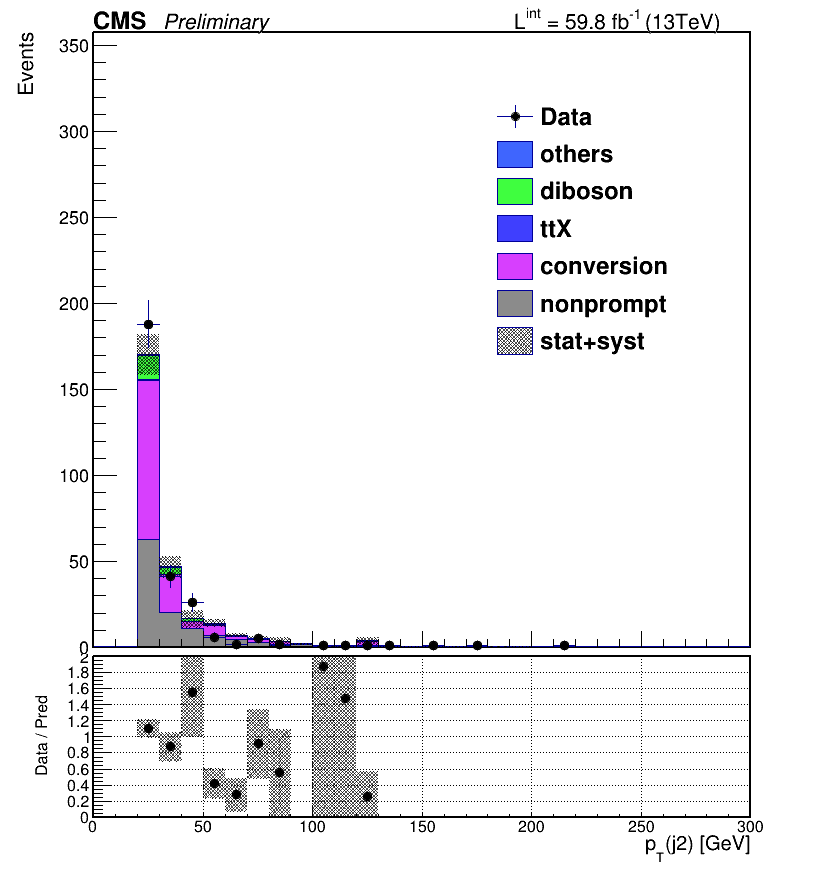 CMS Preliminary L^int = 59.8 fb^-1 (13TeV)
Events
350
300
250
200
150
100
50
0
Data
others
diboson
ttX
conversion
nonprompt
stat+syst
Data / Pred
2
1.8
1.6
1.4
1.2
1
0.8
0.6
0.4
0.2
0
0 50 100 150 200 250 300
p_T(j2) [GeV]